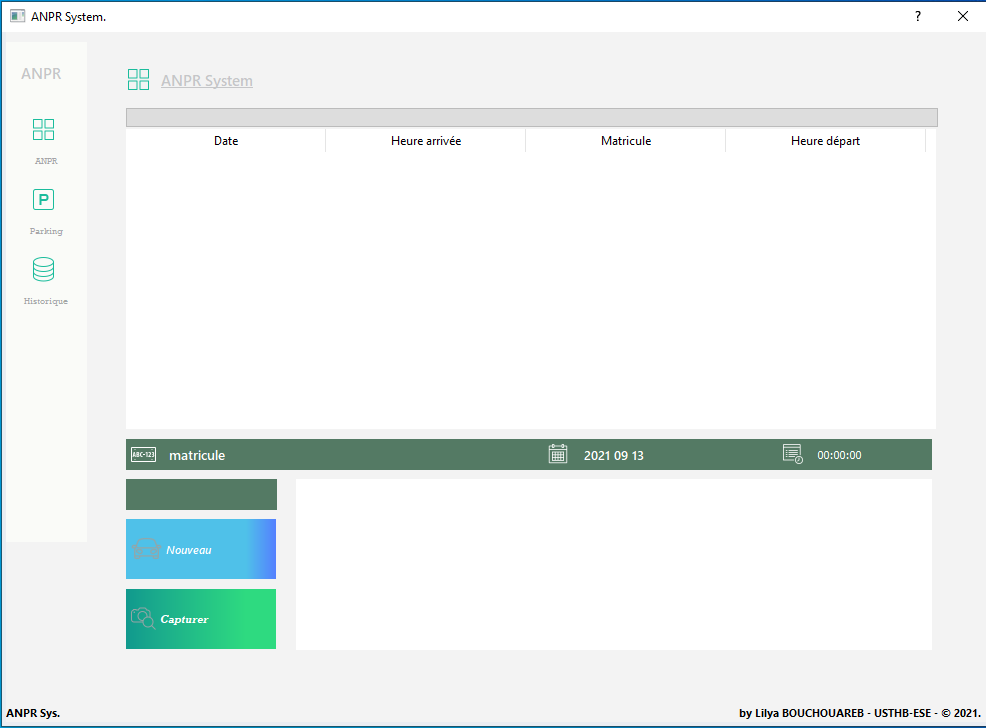 ANPR System.
?
ANPR
ANPR
P
Parking
Historique
ANPR System
Date Heure arrivée Matricule Heure départ
ABC-123 matricule 2021 09 13 00:00:00
Nouveau
Capturer
ANPR Sys. by Lilya BOUCHOUAREB - USTHB-ESE - © 2021.